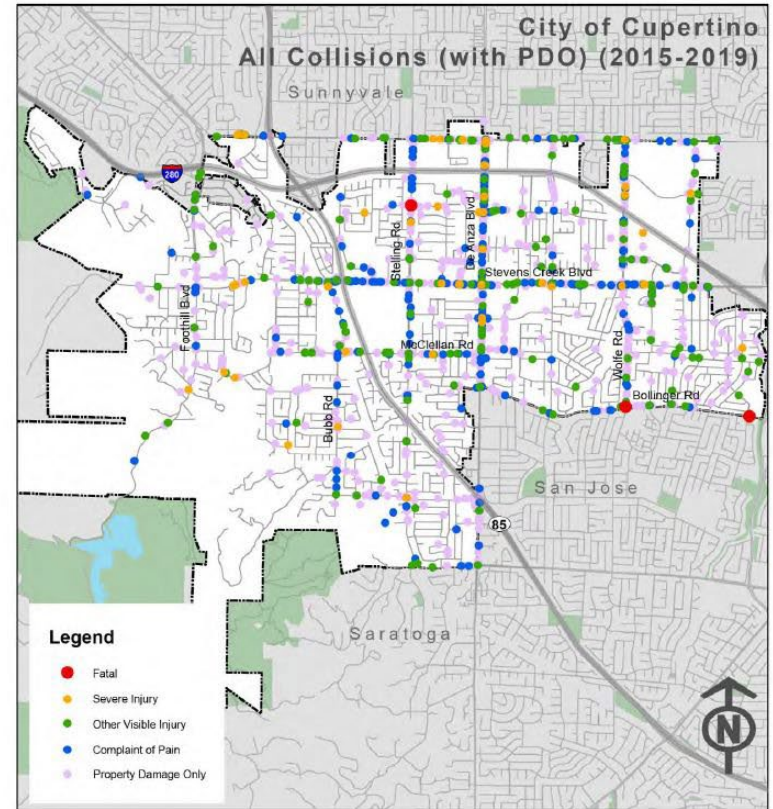 City of Cupertino
All Collisions (with PDO) (2015-2019)
Sunnyvale
280
Stelling Rd
De Anza Blvd
Stevens Creek Blvd
Foothill Blvd
McClellan Rd
Wolfe Rd
Bubb Rd
Bollinger Rd
San Jose
85
Saratoga
Legend
Fatal
Severe Injury
Other Visible Injury
Complaint of Pain
Property Damage Only
N